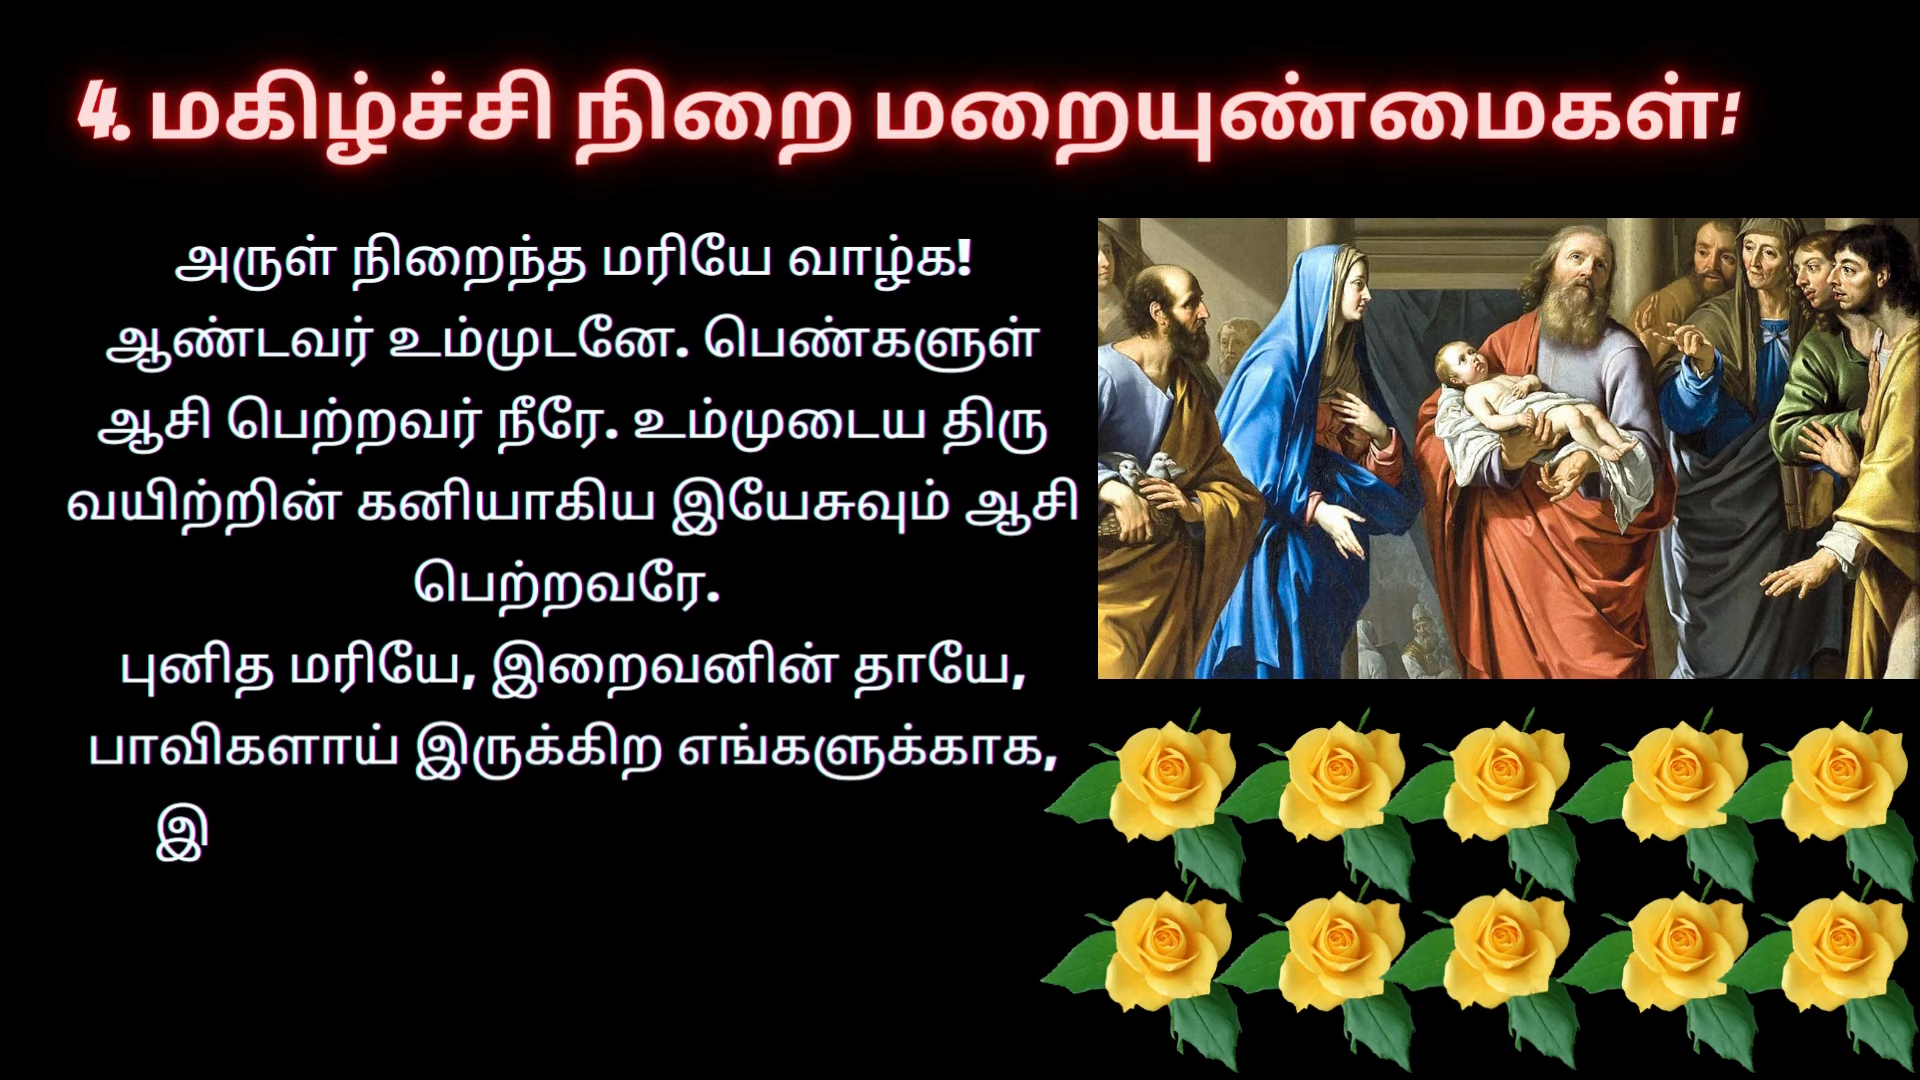 4. மகிழ்ச்சி நிறை மறையுண்மைகள்:
அருள் நிறைந்த மரியே வாழ்க!
ஆண்டவர் உம்முடனே. பெண்களுள்
ஆசி பெற்றவர் நீரே. உம்முடைய திரு
வயிற்றின் கனியாகிய இயேசுவும் ஆசி
பெற்றவரே.
புனித மரியே, இறைவனின் தாயே,
பாவிகளாய் இருக்கிற எங்களுக்காக,
இ